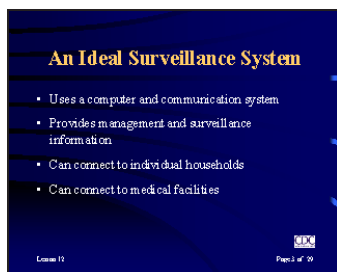 An Ideal Surveillance System
• Uses a computer and communication system
• Provides management and surveillance
information
• Can connect to individual households
• Can connect to medical facilities
CDC
Lesson 12
Page 3 of 29